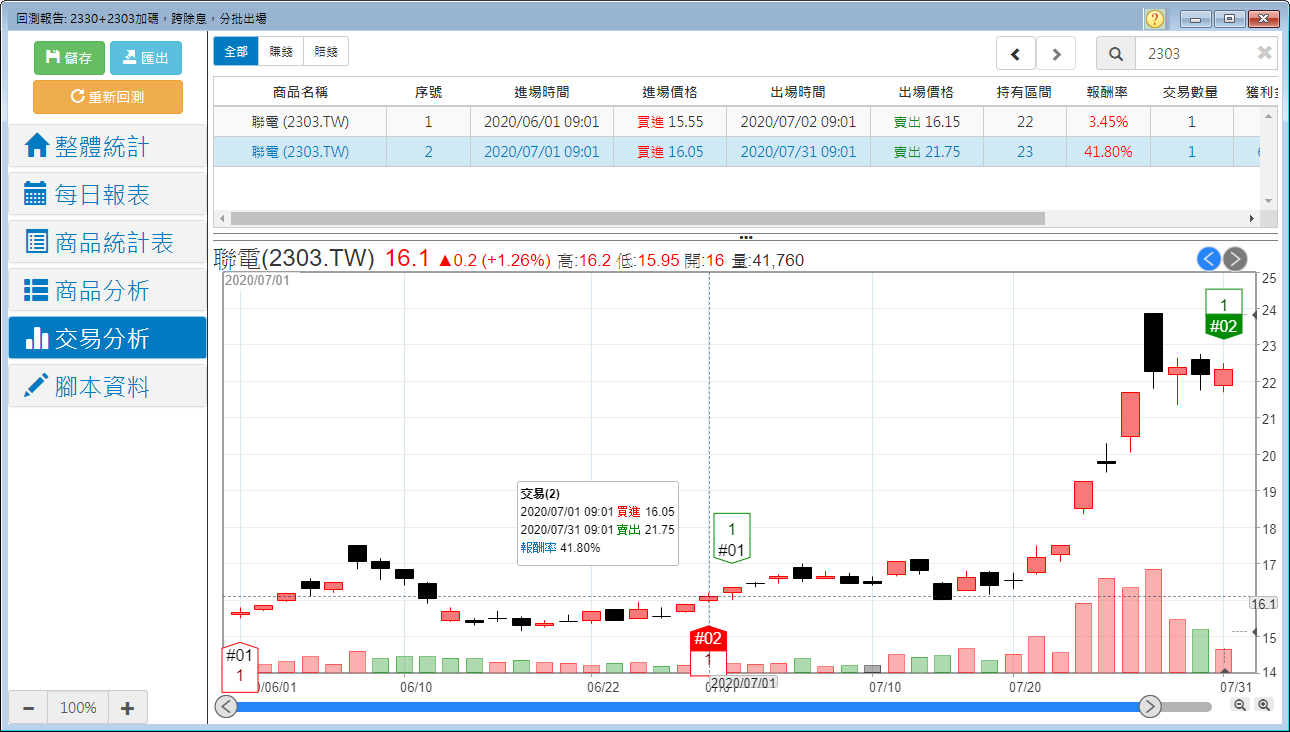 回測報告: 2330+2303加碼，跨除息，分批出場
儲存 匯出
重新回測
整體統計
每日報表
商品統計表
商品分析
交易分析
腳本資料
100%
全部 賺錢 賠錢
2303
商品名稱 序號 進場時間 進場價格 出場時間 出場價格 持有區間 報酬率 交易數量 獲利金
聯電 (2303.TW) 1 2020/06/01 09:01 買進 15.55 2020/07/02 09:01 賣出 16.15 22 3.45% 1
聯電 (2303.TW) 2 2020/07/01 09:01 買進 16.05 2020/07/31 09:01 賣出 21.75 23 41.80% 1
聯電(2303.TW) 16.1 ▲0.2 (+1.26%) 高:16.2 低:15.95 開:16 量:41,760
2020/07/01
25
24
23
22
21
20
19
18
17
16.1
15
14
1
#02
交易(2)
2020/07/01 09:01 買進 16.05
2020/07/31 09:01 賣出 21.75
報酬率 41.80%
1
#01
#01
1
#02
1
/06/01 06/10 06/22 2020/07/01 07/10 07/20 07/31